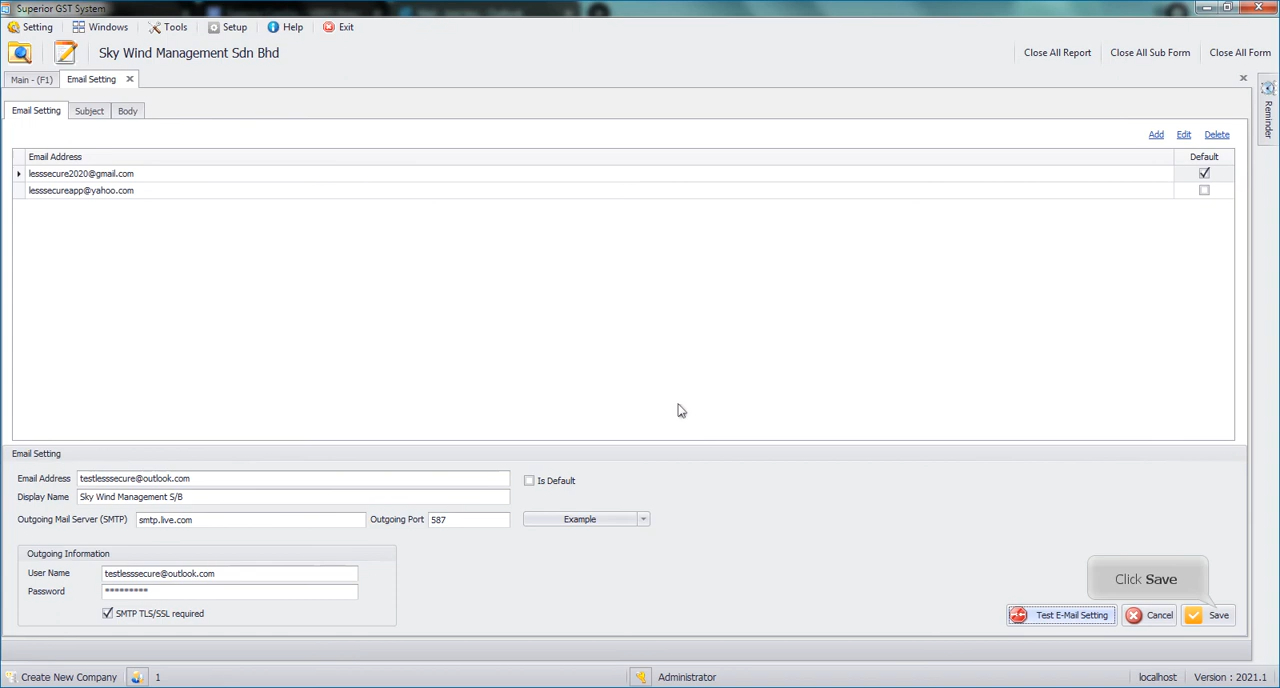 Superior GST System
Setting Windows Tools Setup Help Exit
Sky Wind Management Sdn Bhd
Close All Report Close All Sub Form Close All Form
Main - (F1) Email Setting
Reminder
Email Setting Subject Body
Add Edit Delete
Email Address Default
lesssecure2020@gmail.com
lesssecureapp@yahoo.com
Email Setting
Email Address testlesssecure@outlook.com Is Default
Display Name Sky Wind Management S/B
Outgoing Mail Server (SMTP) smtp.live.com Outgoing Port 587 Example
Outgoing Information
User Name testlesssecure@outlook.com
Password *********
SMTP TLS/SSL required
Click Save
Test E-Mail Setting Cancel Save
Create New Company 1 Administrator localhost Version : 2021.1